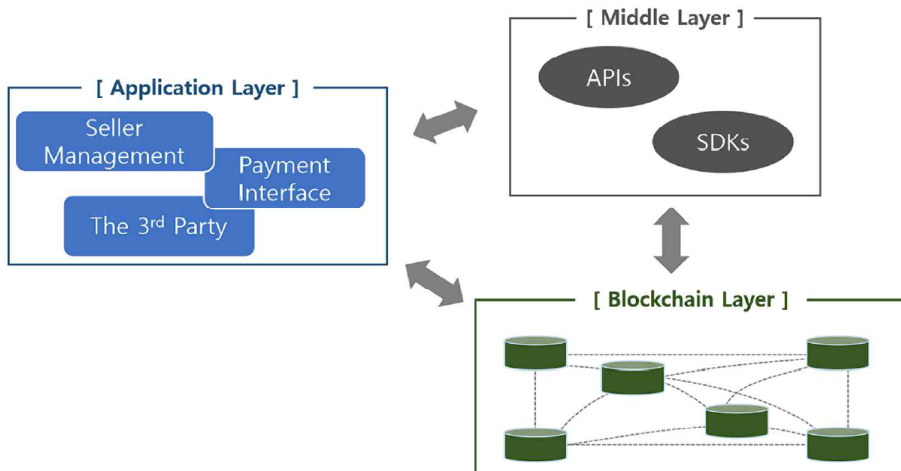 [ Middle Layer ]
APIs
SDKs
[ Application Layer ]
Seller
Management
Payment
Interface
The 3rd Party
[ Blockchain Layer ]